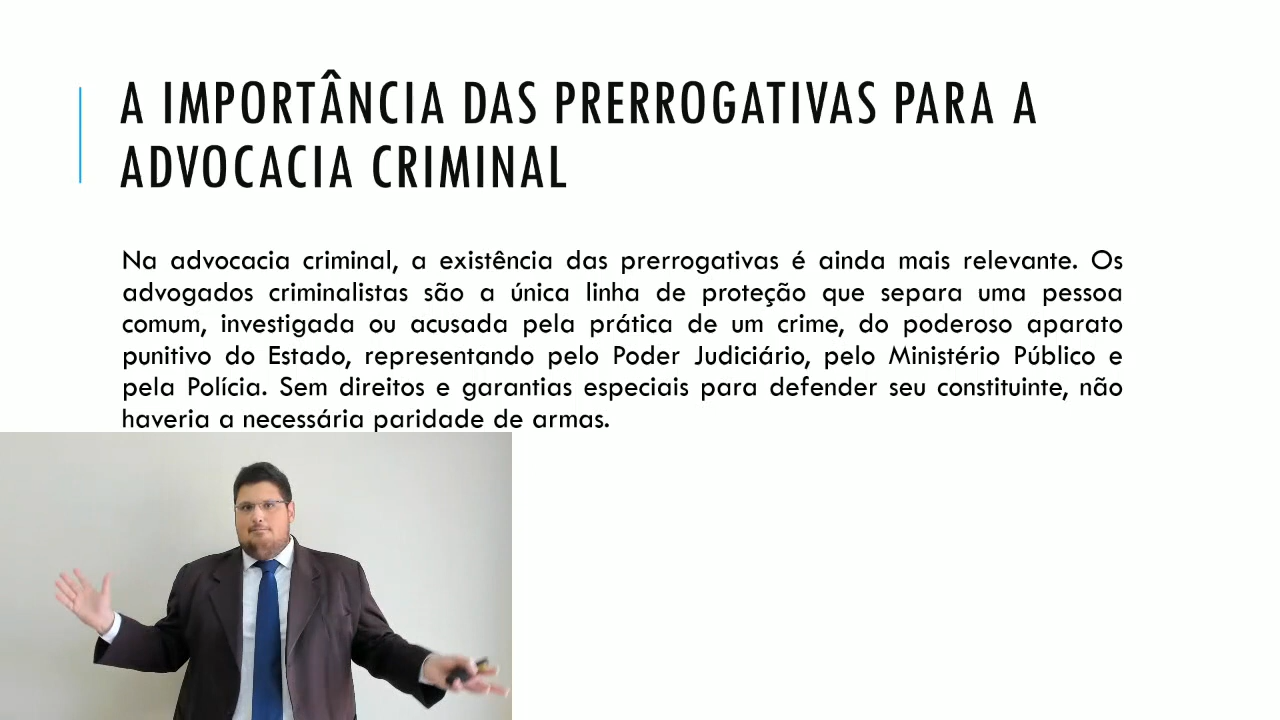 A IMPORTÂNCIA DAS PRERROGATIVAS PARA A
ADVOCACIA CRIMINAL
Na advocacia criminal, a existência das prerrogativas é ainda mais relevante. Os
advogados criminalistas são a única linha de proteção que separa uma pessoa
comum, investigada ou acusada pela prática de um crime, do poderoso aparato
punitivo do Estado, representando pelo Poder Judiciário, pelo Ministério Público e
pela Polícia. Sem direitos e garantias especiais para defender seu constituinte, não
haveria a necessária paridade de armas.